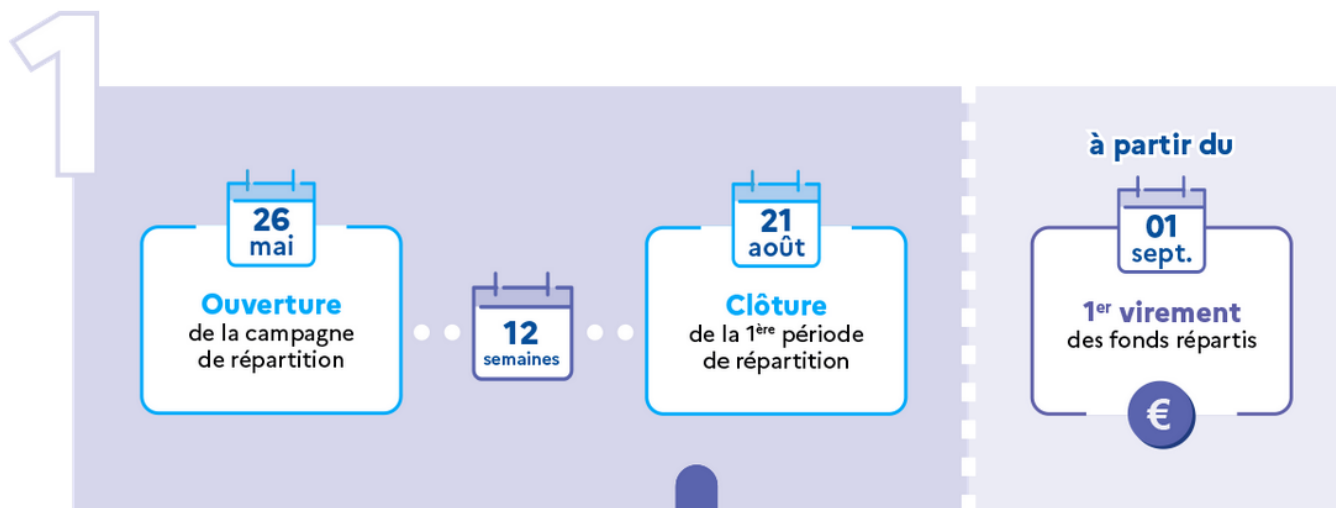 1
26
mai
Ouverture
de la campagne
de répartition
12
semaines
21
août
Clôture
de la 1ère période
de répartition
à partir du
01
sept.
1er virement
des fonds répartis
€